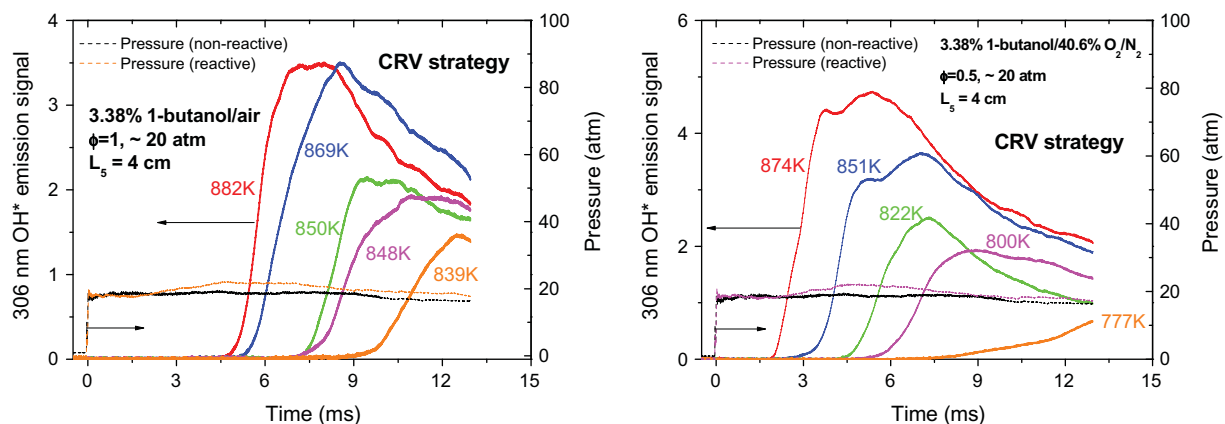 306 nm OH* emission signal
4
3
2
1
0
Pressure (non-reactive)
Pressure (reactive)
CRV strategy
3.38% 1-butanol/air
ϕ=1, ~ 20 atm
L₅ = 4 cm
882K
869K
850K
848K
839K
100
80
60
40
20
0
Pressure (atm)
0 3 6 9 12 15
Time (ms)
306 nm OH* emission signal
6
4
2
0
Pressure (non-reactive)
Pressure (reactive)
3.38% 1-butanol/40.6% O₂/N₂
ϕ=0.5, ~ 20 atm
L₅ = 4 cm
CRV strategy
874K
851K
822K
800K
777K
100
80
60
40
20
0
Pressure (atm)
0 3 6 9 12 15
Time (ms)